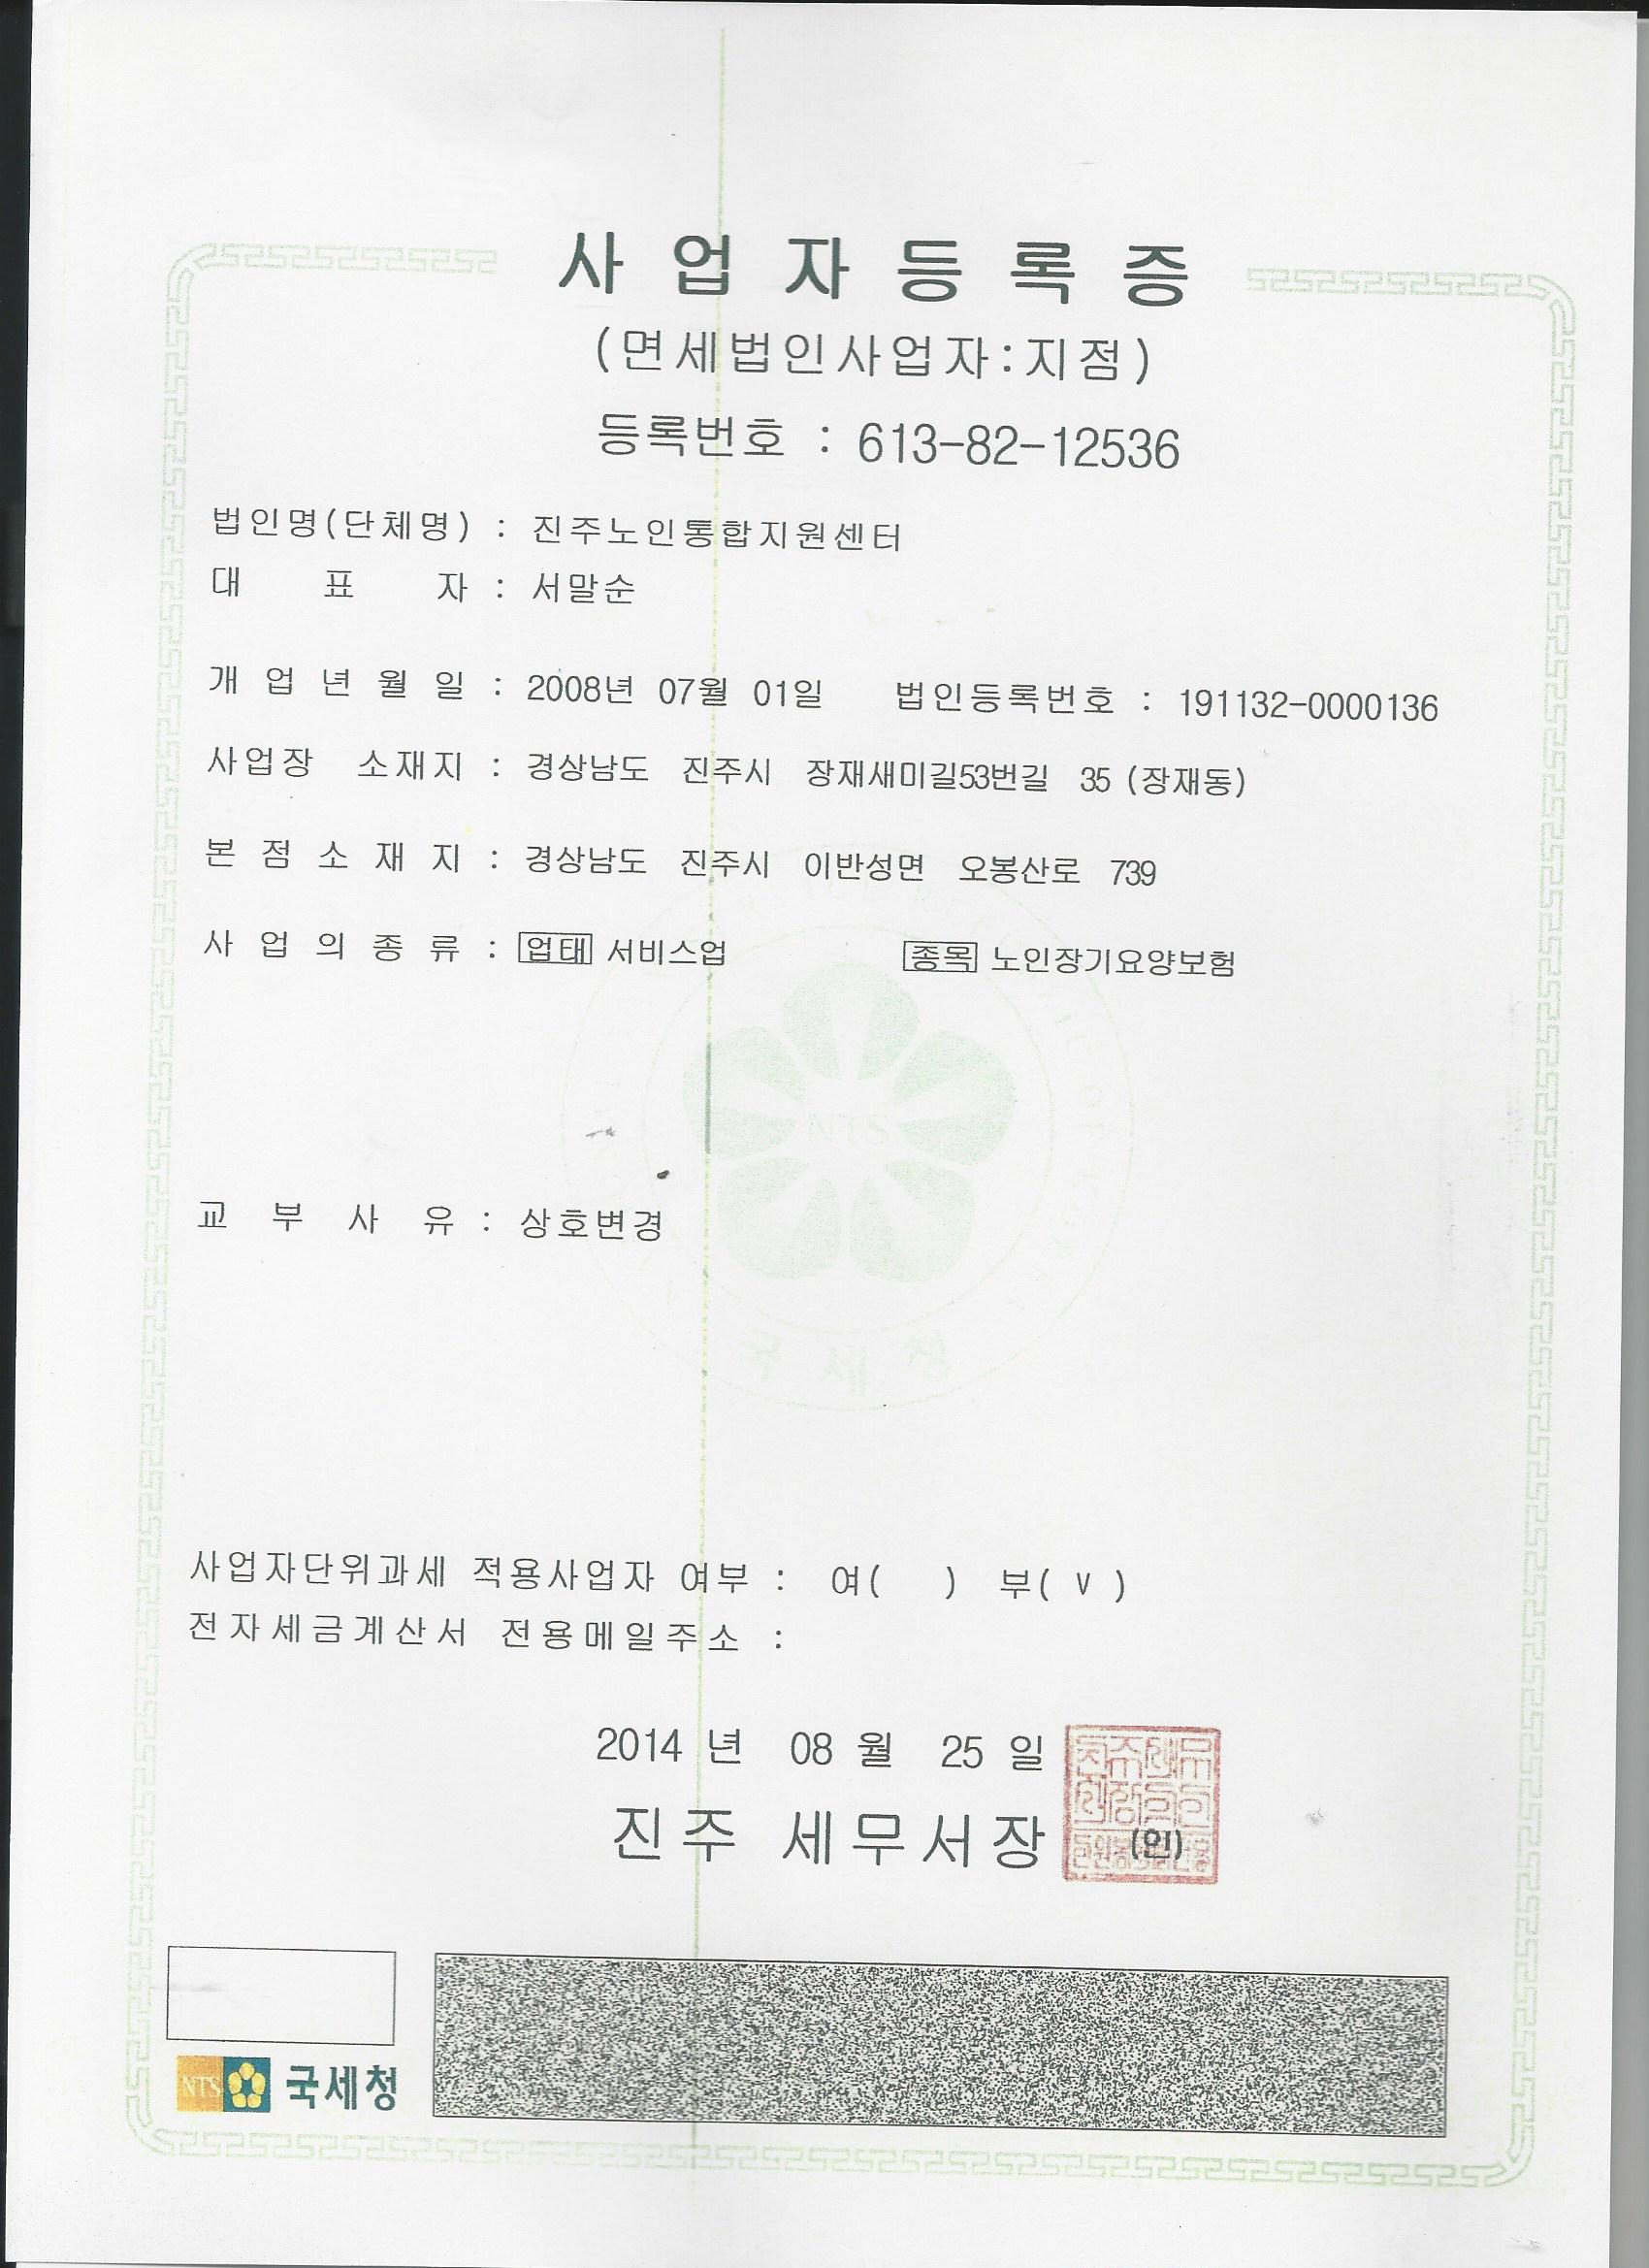 사업자등록증
(면세법인사업자:지점)
등록번호 : 613-82-12536
법인명(단체명) : 진주노인통합지원센터
대 표 자 : 서말순
개 업 년 월 일 : 2008년 07월 01일 법인등록번호 : 191132-0000136
사업장 소재지 : 경상남도 진주시 장재새미길53번길 35 (장재동)
본 점 소 재 지 : 경상남도 진주시 이반성면 오봉산로 739
사 업 의 종 류 : 업태 서비스업 종목 노인장기요양보험
NTS
교 부 사 유 : 상호변경
국세청
사업자단위과세 적용사업자 여부 : 여( ) 부( v )
전자세금계산서 전용메일주소 :
2014 년 08 월 25 일
진주 세무서장 (인)
NTS 국세청